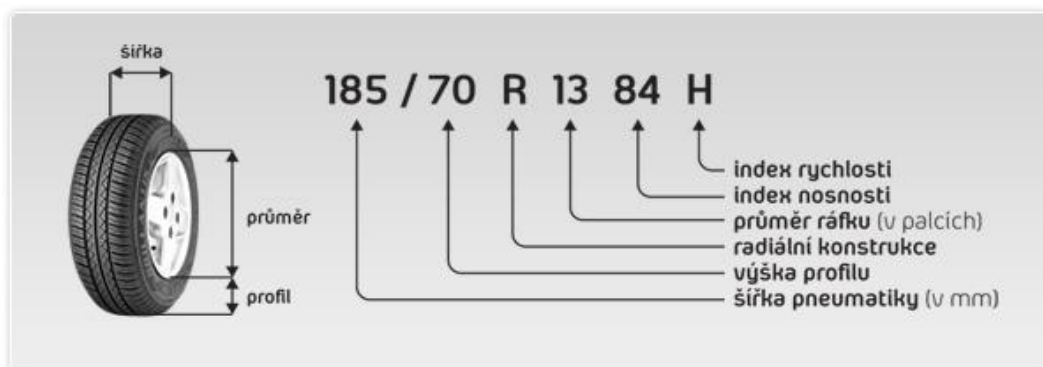 šířka
185 / 70 R 13 84 H
index rychlosti
index nosnosti
průměr ráfku (v palcích)
průměr
radiální konstrukce
výška profilu
profil
šířka pneumatiky (v mm)